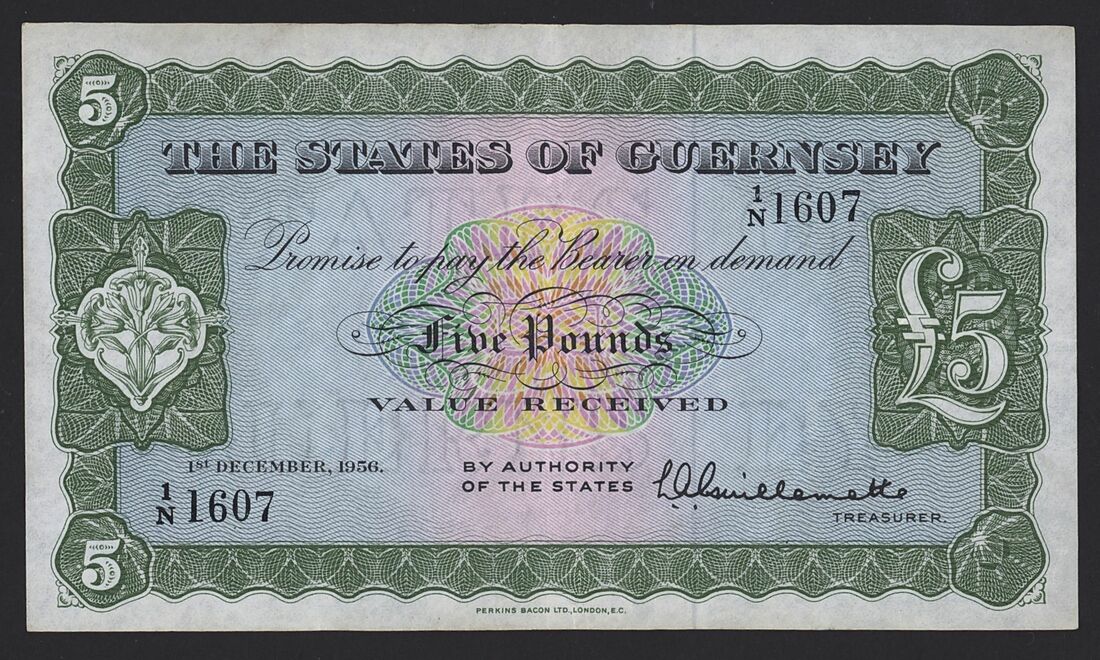 5
THE STATES OF GUERNSEY
1/N 1607
Promise to pay the Bearer on demand
Five Pounds
£5
VALUE RECEIVED
1st DECEMBER, 1956.
BY AUTHORITY
OF THE STATES
L.A. Guillemette
1/N 1607
TREASURER.
5
PERKINS BACON LTD., LONDON, E.C.